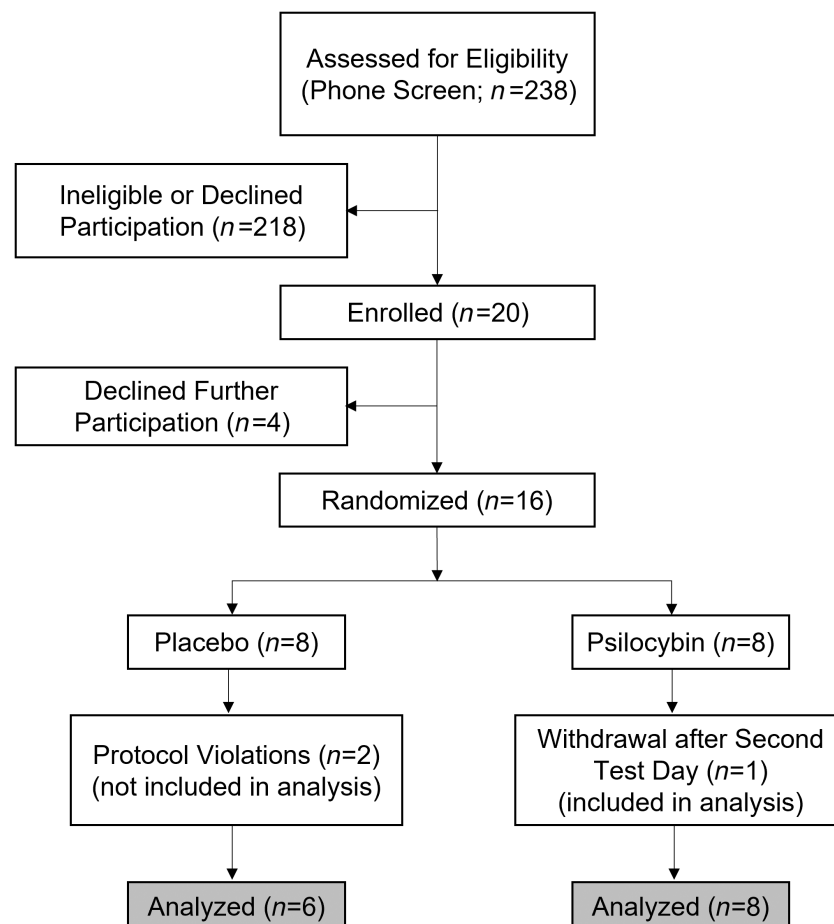 Assessed for Eligibility
(Phone Screen; n=238)
Ineligible or Declined
Participation (n=218)
Enrolled (n=20)
Declined Further
Participation (n=4)
Randomized (n=16)
Placebo (n=8)
Psilocybin (n=8)
Protocol Violations (n=2)
(not included in analysis)
Withdrawal after Second
Test Day (n=1)
(included in analysis)
Analyzed (n=6)
Analyzed (n=8)